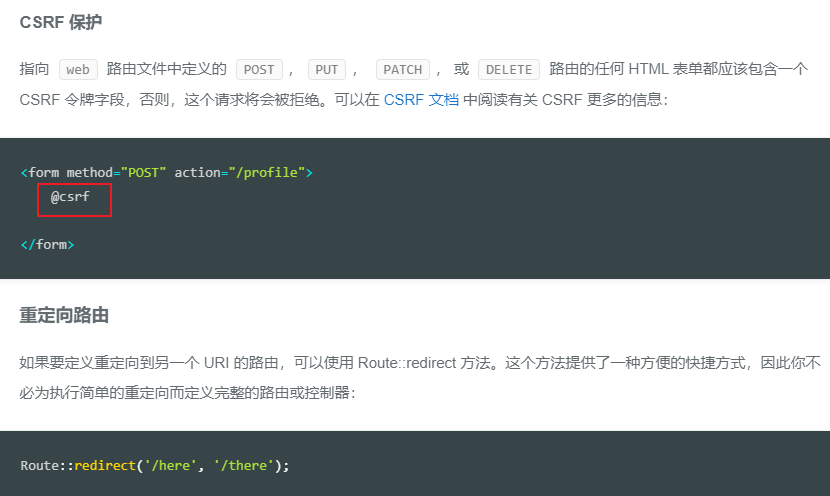 CSRF 保护
指向 web 路由文件中定义的 POST ， PUT ， PATCH ，或 DELETE 路由的任何 HTML 表单都应该包含一个
CSRF 令牌字段，否则，这个请求将会被拒绝。可以在 CSRF 文档 中阅读有关 CSRF 更多的信息：
<form method="POST" action="/profile">
@csrf
</form>
重定向路由
如果要定义重定向到另一个 URI 的路由，可以使用 Route::redirect 方法。这个方法提供了一种方便的快捷方式，因此你不
必为执行简单的重定向而定义完整的路由或控制器：
Route::redirect('/here', '/there');